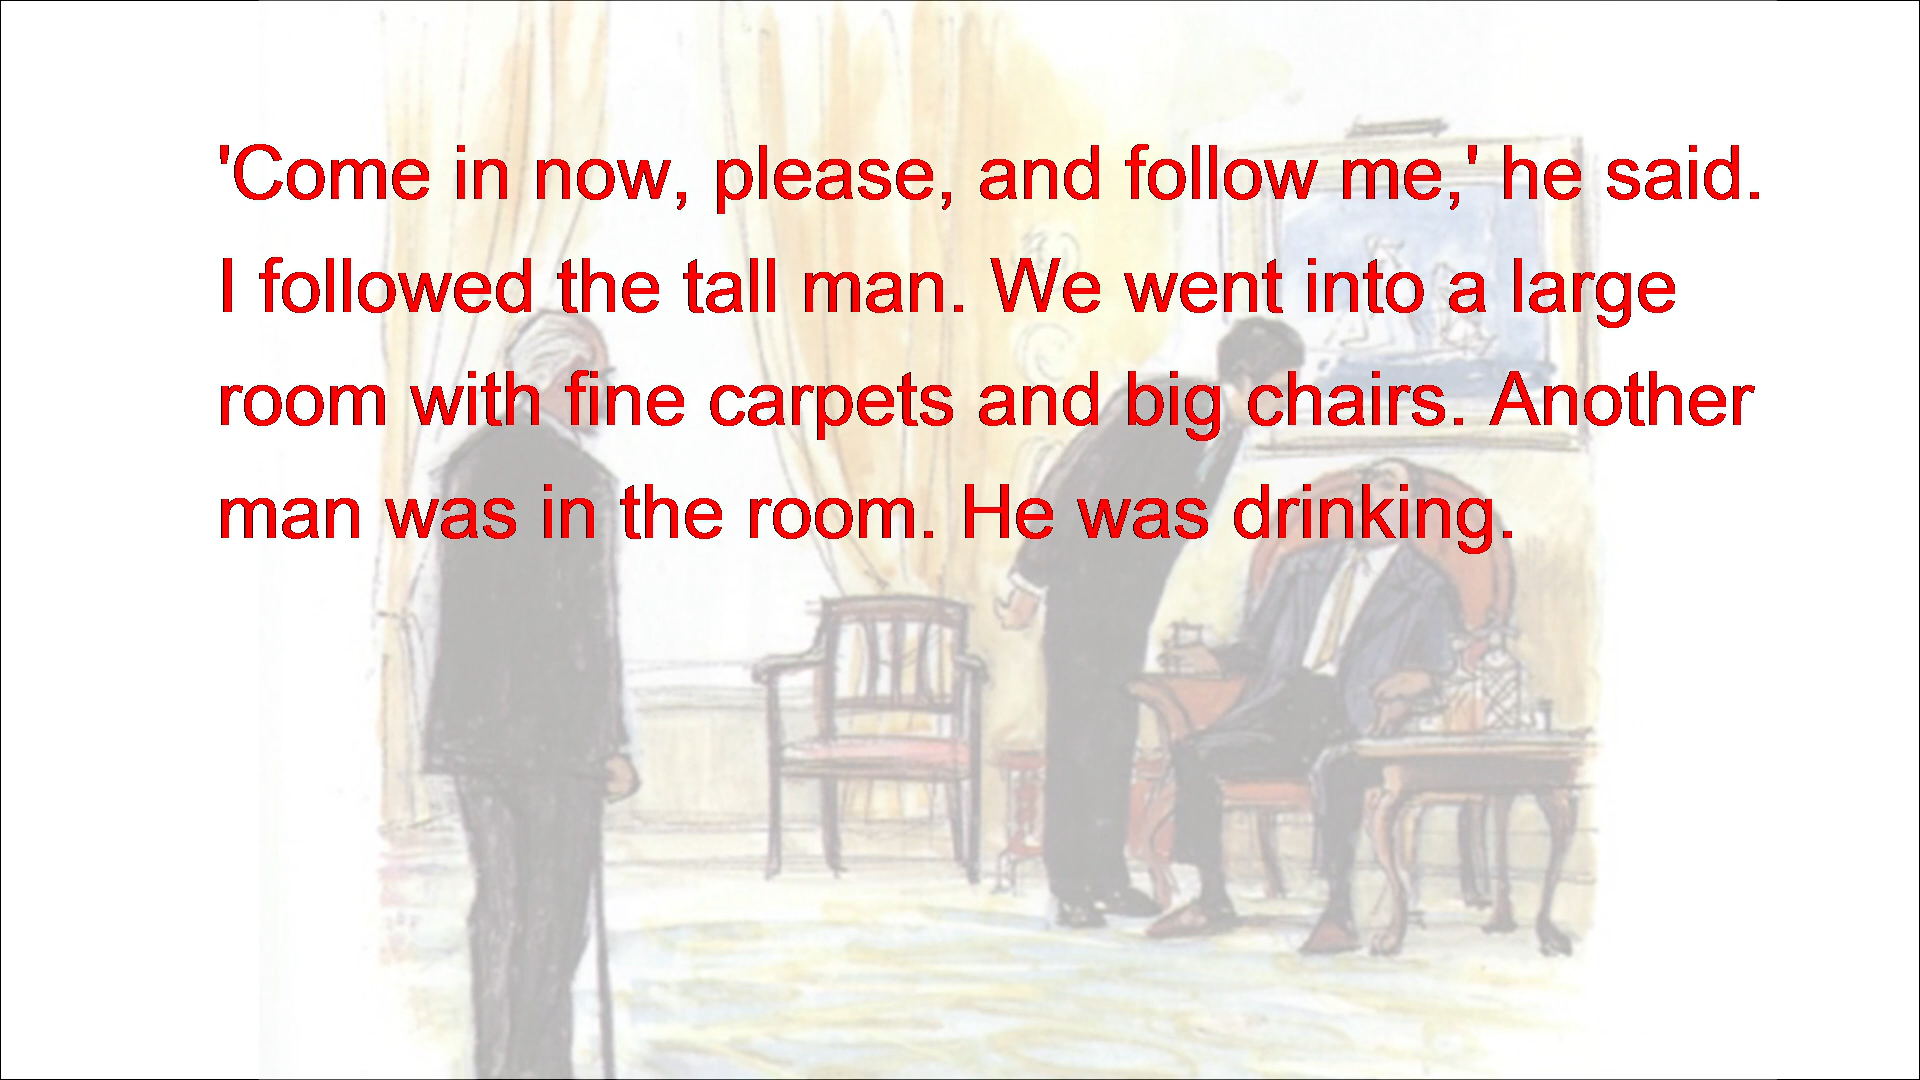 'Come in now, please, and follow me,' he said.
I followed the tall man. We went into a large
room with fine carpets and big chairs. Another
man was in the room. He was drinking.